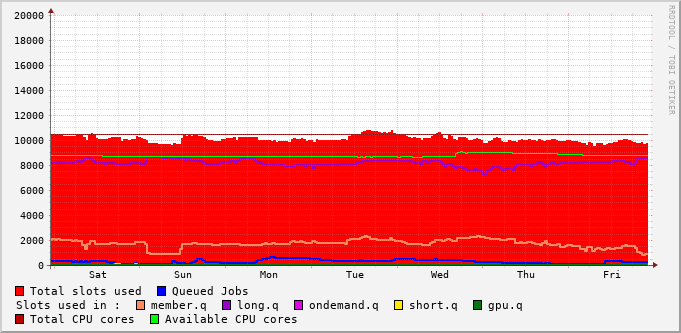 20000
18000
16000
14000
12000
10000
8000
6000
4000
2000
0
Sat Sun Mon Tue Wed Thu Fri
RRDTOOL / TOBI OETIKER
Total slots used Queued Jobs
Slots used in : member.q long.q ondemand.q short.q gpu.q
Total CPU cores Available CPU cores